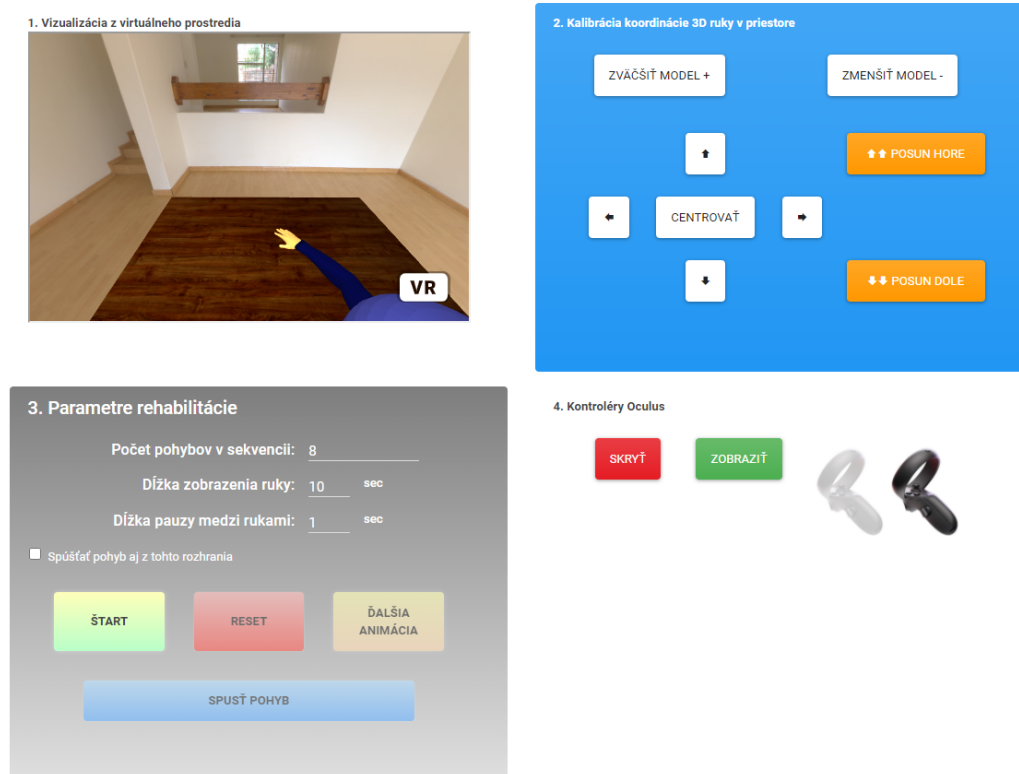 1. Vizualizácia z virtuálneho prostredia
VR
2. Kalibrácia koordinácie 3D ruky v priestore
ZVÄČŠIŤ MODEL +
ZMENŠIŤ MODEL -
POSUN HORE
CENTROVAŤ
POSUN DOLE
3. Parametre rehabilitácie
Počet pohybov v sekvencii: 8
Dĺžka zobrazenia ruky: 10 sec
Dĺžka pauzy medzi rukami: 1 sec
Spúšťať pohyb aj z tohto rozhrania
ŠTART
RESET
ĎALŠIA
ANIMÁCIA
SPUSŤ POHYB
4. Kontroléry Oculus
SKRYŤ
ZOBRAZIŤ